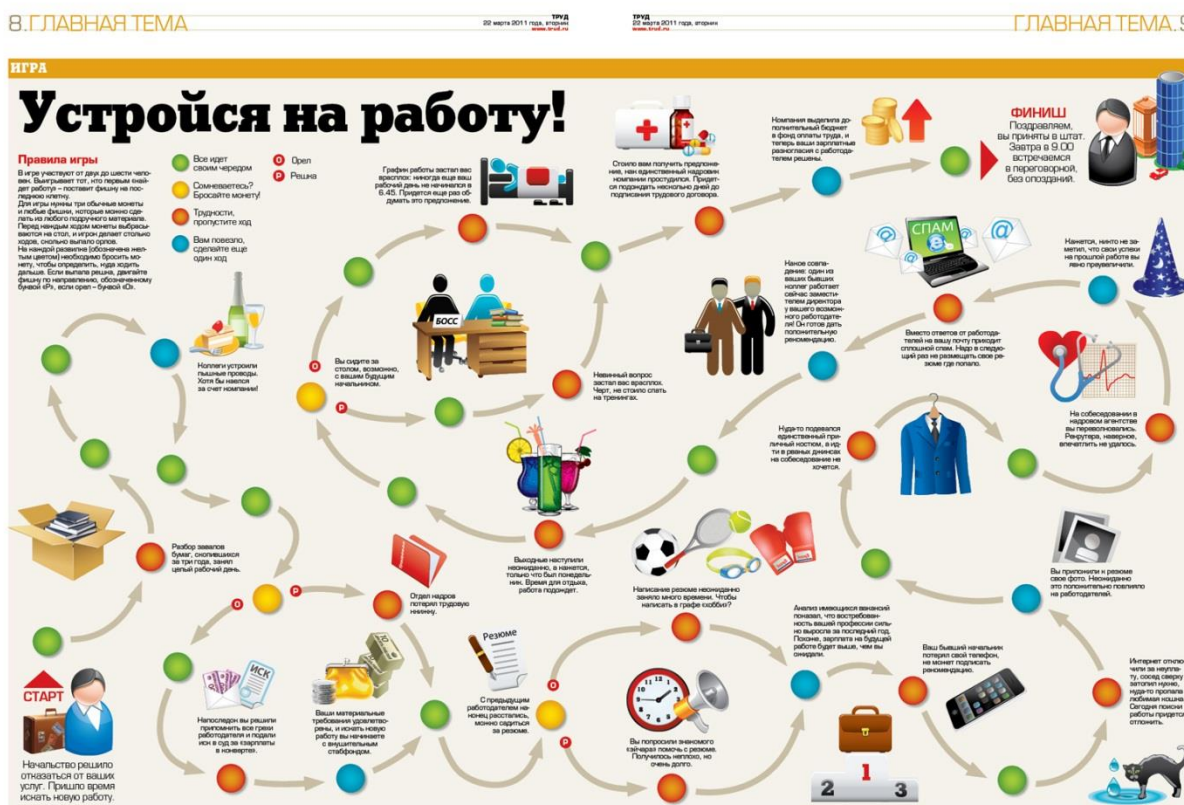 8.ГЛАВНАЯ ТЕМА
ТРУД
22 марта 2011 года, вторник
www.trud.ru
ТРУД
22 марта 2011 года, вторник
www.trud.ru
ГЛАВНАЯ ТЕМА.9
ИГРА
Устройся на работу!
Правила игры
В игре участвуют от двух до шести чело-
век. Выигрывает тот, кто первым «най-
дет работу» – поставит фишку на пос-
леднюю клетку.
Для игры нужны три обычные монеты
и любые фишки, которые можно сде-
лать из любого подручного материала.
Перед каждым ходом монеты выбрасы-
ваются на стол, и игрок делает столько
ходов, сколько выпало орлов.
На каждой развилке (обозначена жел-
тым цветом) необходимо бросить мо-
нету, чтобы определить, куда ходить
дальше. Если выпала решка, двигайте
фишку по направлению, обозначенному
буквой «Р», если орел – буквой «О».
Все идет
своим чередом
Сомневаетесь?
Бросайте монету!
Трудности,
пропустите ход
Вам повезло,
сделайте еще
один ход
О Орел
Р Решка
График работы застал вас
врасплох: никогда еще ваш
рабочий день не начинался в
6.45. Придется еще раз об-
думать это предложение.
Стоило вам получить предложе-
ние, как единственный кадровик
компании простудился. Придет-
ся подождать несколько дней до
подписания трудового договора.
Компания выделила до-
полнительный бюджет
в фонд оплаты труда, и
теперь ваши зарплатные
разногласия с работода-
телем решены.
ФИНИШ
Поздравляем,
вы приняты в штат.
Завтра в 9.00
встречаемся
в переговорной,
без опозданий.
СПАМ
Кажется, никто не за-
метил, что свои успехи
на прошлой работе вы
явно преувеличили.
Какое совпа-
дение: один из
ваших бывших
коллег работает
сейчас замести-
телем директора
у вашего возмож-
ного работодате-
ля! Он готов дать
положительную
рекомендацию.
Вместо ответов от работода-
телей на вашу почту приходит
сплошной спам. Надо в следую-
щий раз не размещать свое ре-
зюме где попало.
Коллеги устроили
пышные проводы.
Хотя бы наелся
за счет компании!
БОСС
О
Вы сидите за
столом, возможно,
с вашим будущим
начальником.
Р
Невинный вопрос
застал вас врасплох.
Черт, не стоило спать
на тренингах.
Куда-то подевался
единственный при-
личный костюм, а ид-
ти в рваных джинсах
на собеседование не
хочется.
На собеседовании в
кадровом агентстве
вы переволновались.
Рекрутера, наверное,
впечатлить не удалось.
Разбор завалов
бумаг, скопившихся
за три года, занял
целый рабочий день.
О
Р
Отдел кадров
потерял трудовую
книжку.
Выходные наступили
неожиданно, а кажется,
только что был понедель-
ник. Время для отдыха,
работа подождет.
Написание резюме неожиданно
заняло много времени. Чтобы
написать в графе «хобби»?
Анализ имеющихся вакансий
показал, что востребован-
ность вашей профессии силь-
но выросла за последний год.
Похоже, зарплата на будущей
работе будет выше, чем вы
ожидали.
Вы приложили к резюме
свое фото. Неожиданно
это положительно повлияло
на работодателей.
СТАРТ
Начальство решило
отказаться от ваших
услуг. Пришло время
искать новую работу.
ИСК
Напоследок вы решили
припомнить все грехи
работодателя и подали
иск в суд за «зарплаты
в конверте».
Ваши материальные
требования удовлетво-
рены, и искать новую
работу вы начинаете
с внушительным
стабфондом.
Резюме
С предыдущим
работодателем на-
конец расстались,
можно садиться
за резюме.
О
Р
12 1 2 3 4 5 6 7 8 9 10 11
Вы попросили знакомого
«эйчара» помочь с резюме.
Получилось неплохо, но
очень долго.
2 1 3
Ваш бывший начальник
потерял свой телефон,
не может подписать
рекомендацию.
Интернет отклю-
чили за неупла-
ту, сосед сверху
затопил кухню,
куда-то пропала
любимая кошка.
Сегодня поиски
работы придется
отложить.